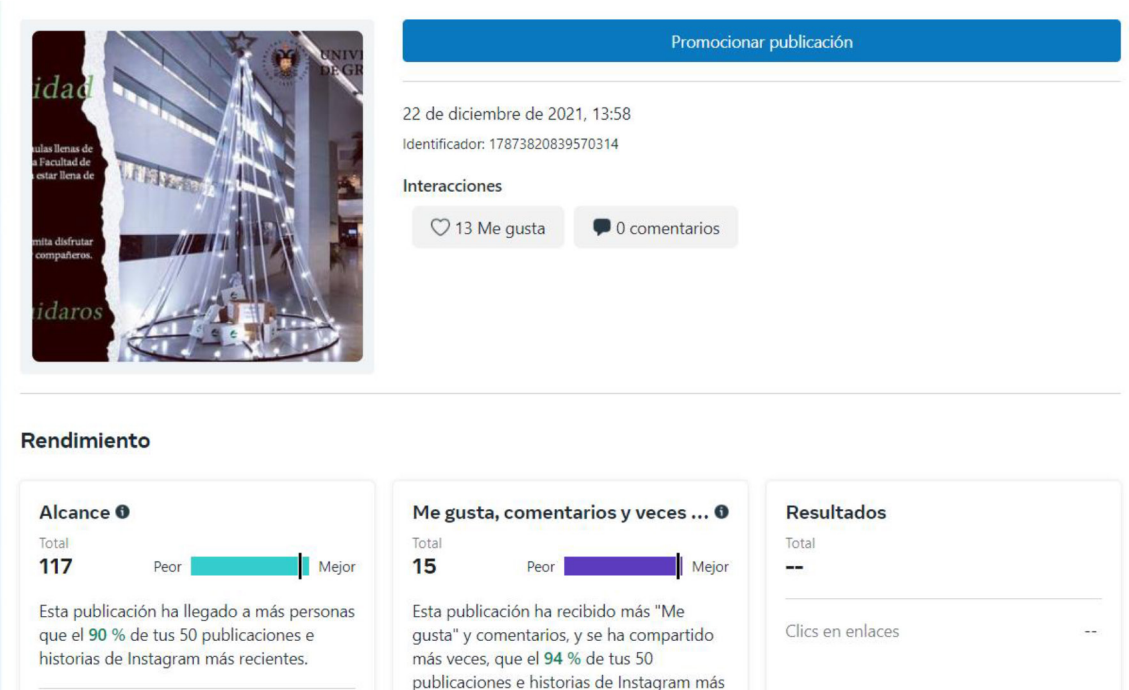 idad
UNIVE
DE GR
aulas llenas de
a Facultad de
estar llena de
mita disfrutar
compañeros.
uidaros
Promocionar publicación
22 de diciembre de 2021, 13:58
Identificador: 17873820839570314
Interacciones
13 Me gusta
0 comentarios
Rendimiento
Alcance
Total
117
Peor
Mejor
Esta publicación ha llegado a más personas
que el 90 % de tus 50 publicaciones e
historias de Instagram más recientes.
Me gusta, comentarios y veces ...
Total
15
Peor
Mejor
Esta publicación ha recibido más "Me
gusta" y comentarios, y se ha compartido
más veces, que el 94 % de tus 50
publicaciones e historias de Instagram más
Resultados
Total
--
Clics en enlaces
--